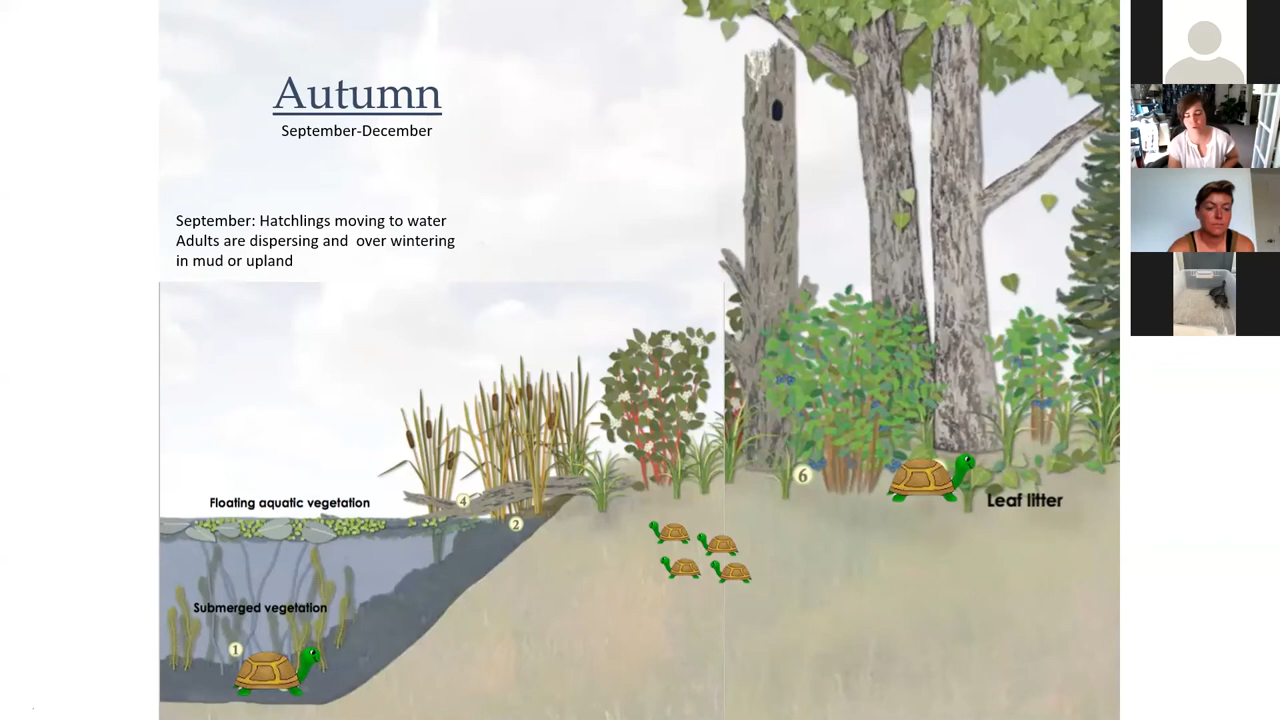 Autumn
September-December
September: Hatchlings moving to water
Adults are dispersing and over wintering
in mud or upland
6
Leaf litter
4
Floating aquatic vegetation
2
Submerged vegetation
1